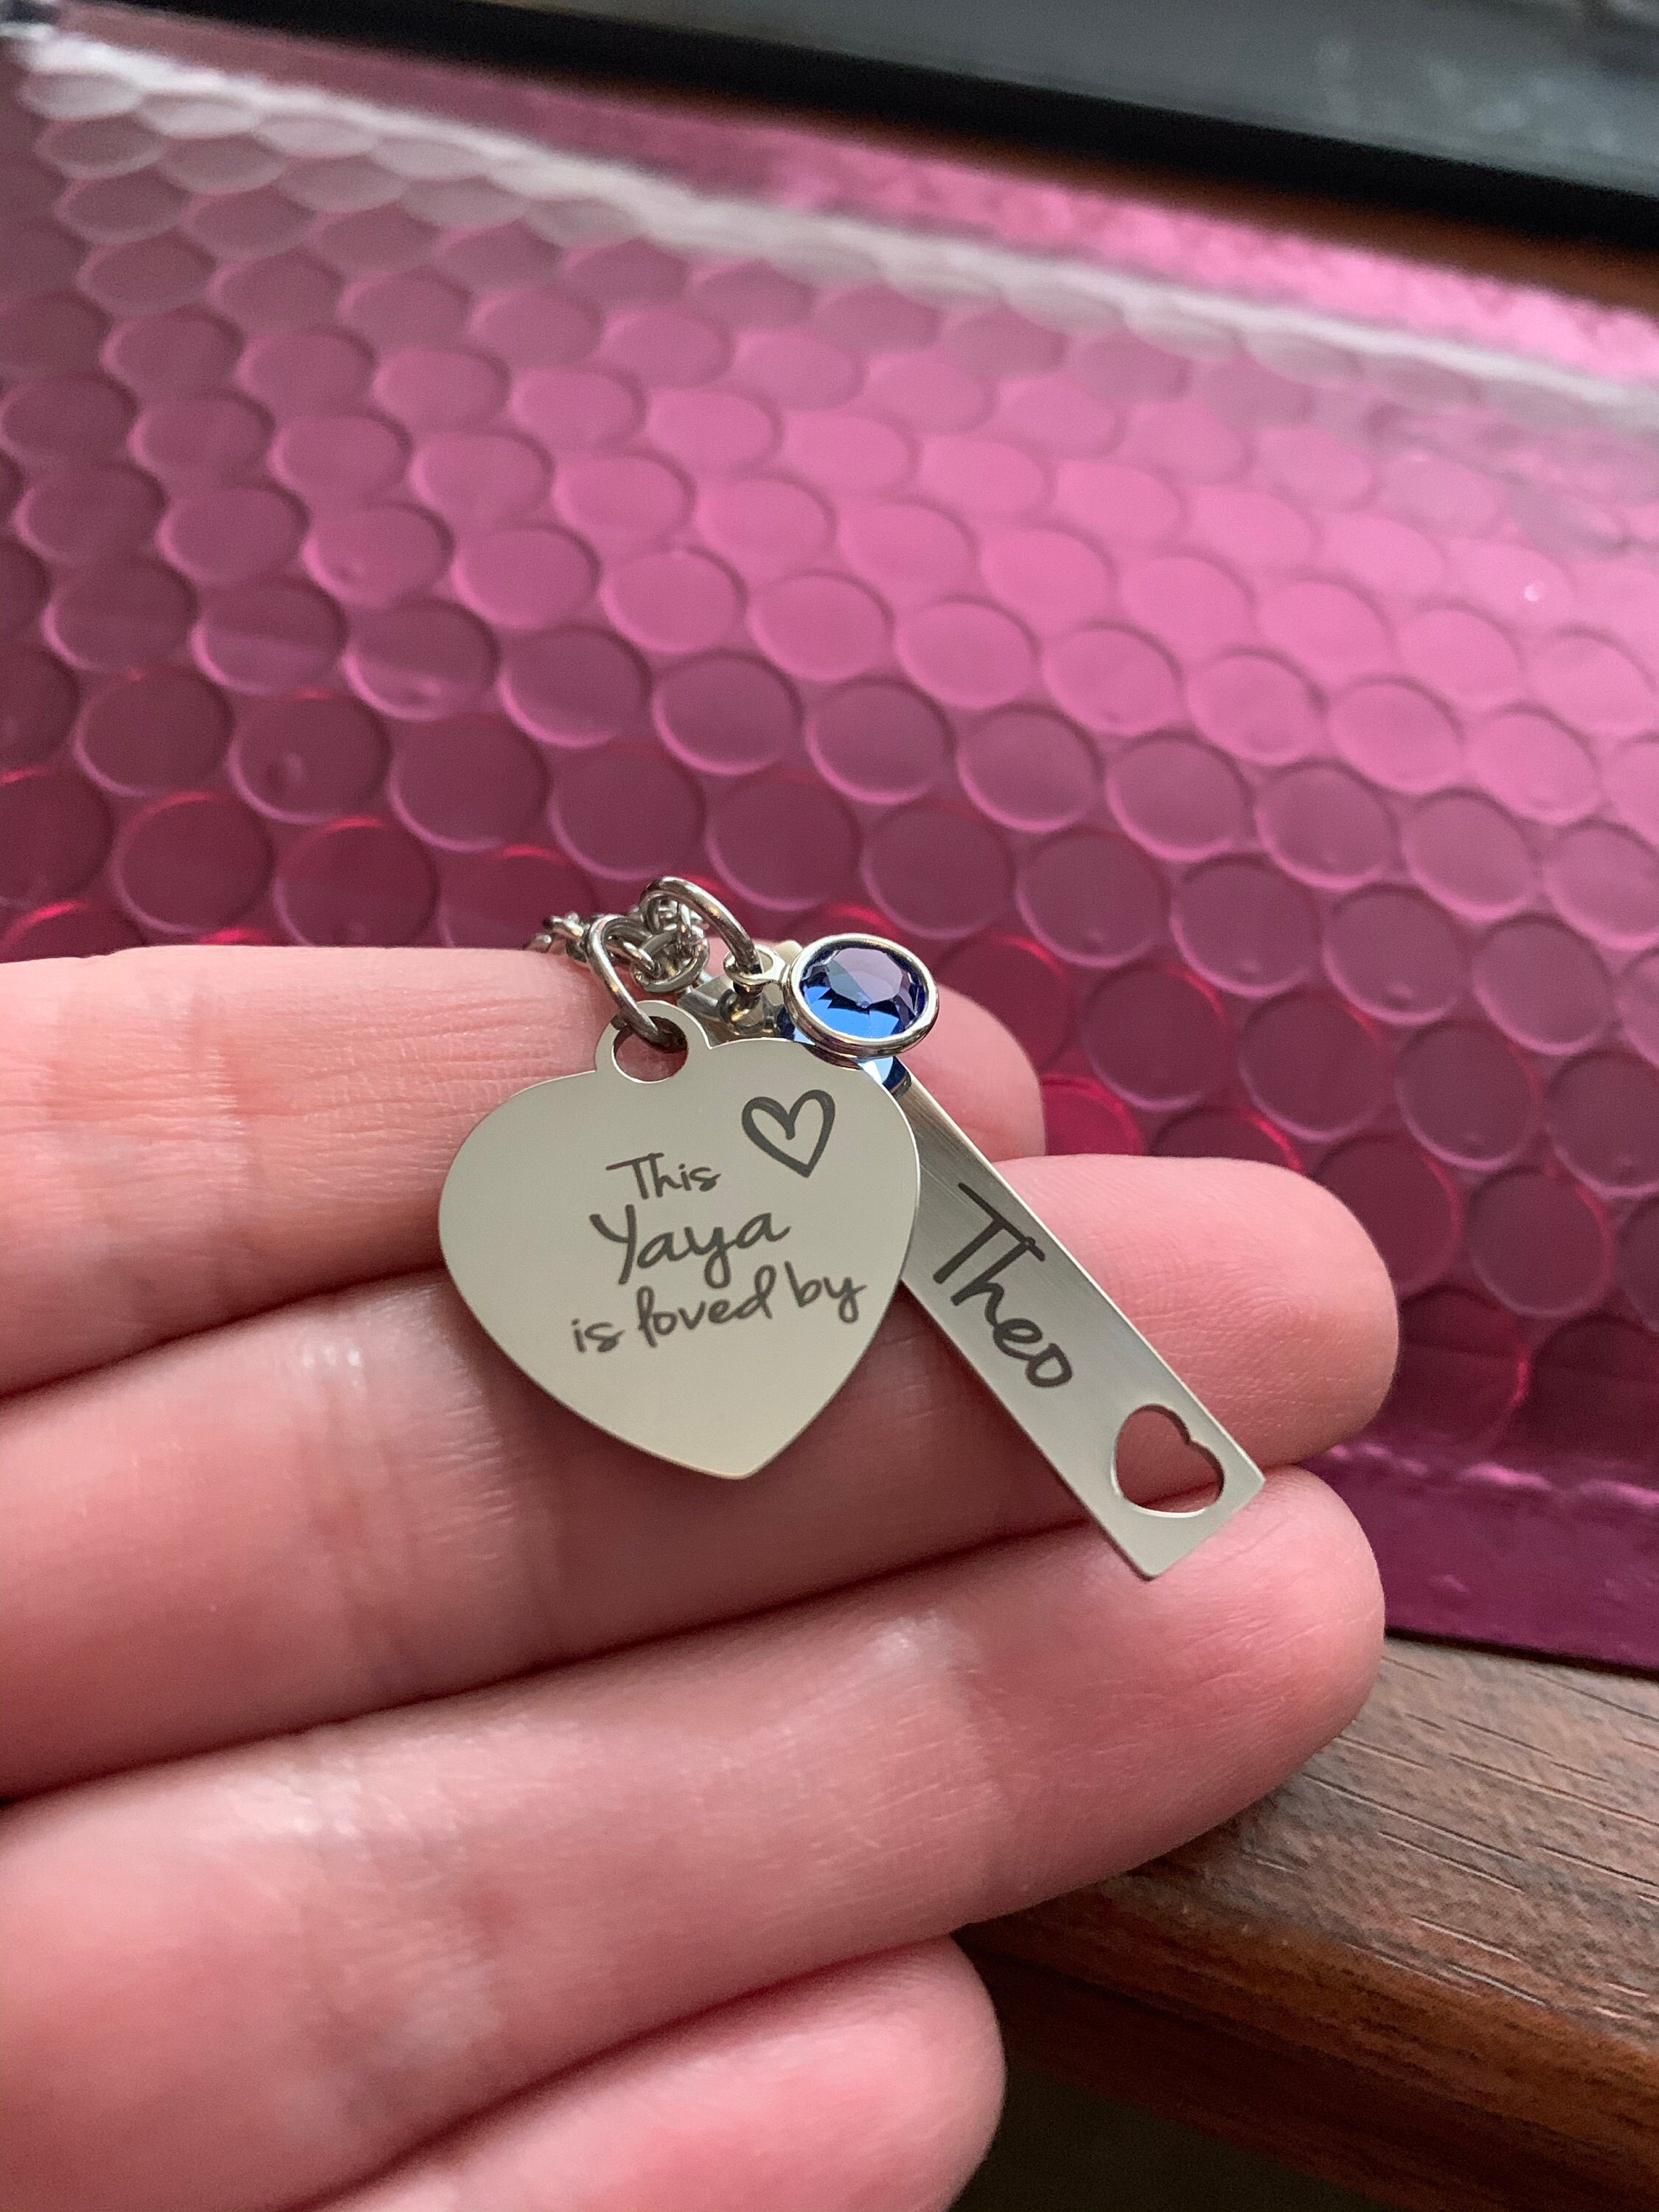 This
Yaya
is loved by
Theo